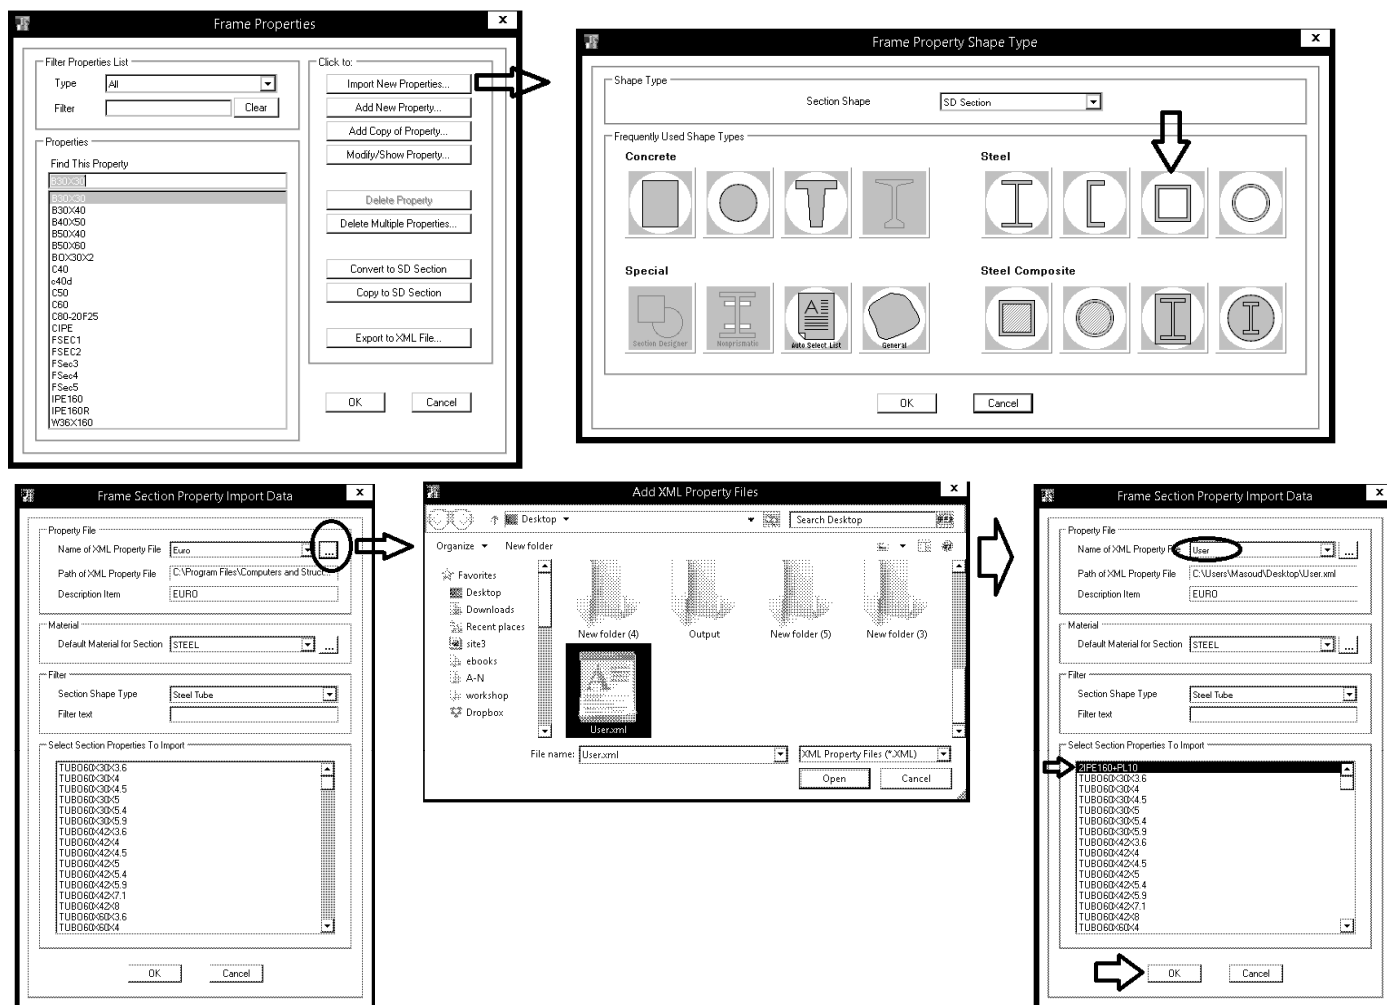 Frame Properties
x
Filter Properties List
Type
All
Filter
Clear
Properties
Find This Property
B30X30
B30X30
B30X40
B40X50
B50X40
B50X60
BOX30X2
C40
c40d
C50
C60
C80-20F25
CIPE
FSEC1
FSEC2
FSec3
FSec4
FSec5
IPE160
IPE160R
W36X160
Click to:
Import New Properties...
Add New Property...
Add Copy of Property...
Modify/Show Property...
Delete Property
Delete Multiple Properties...
Convert to SD Section
Copy to SD Section
Export to XML File...
OK
Cancel
Frame Property Shape Type
x
Shape Type
Section Shape
SD Section
Frequently Used Shape Types
Concrete
Steel
Special
Section Designer
Nonprismatic
Auto Select List
General
Steel Composite
OK
Cancel
Frame Section Property Import Data
x
Property File
Name of XML Property File
Euro
...
Path of XML Property File
C:\Program Files\Computers and Struct...
Description Item
EURO
Material
Default Material for Section
STEEL
...
Filter
Section Shape Type
Steel Tube
Filter text
Select Section Properties To Import
TUBO60X30X3.6
TUBO60X30X4
TUBO60X30X4.5
TUBO60X30X5
TUBO60X30X5.4
TUBO60X30X5.9
TUBO60X42X3.6
TUBO60X42X4
TUBO60X42X4.5
TUBO60X42X5
TUBO60X42X5.4
TUBO60X42X5.9
TUBO60X42X7.1
TUBO60X42X8
TUBO60X60X3.6
TUBO60X60X4
OK
Cancel
Add XML Property Files
x
Desktop
Search Desktop
Organize
New folder
Favorites
Desktop
Downloads
Recent places
site3
ebooks
A-N
workshop
Dropbox
New folder (4)
Output
New folder (5)
New folder (3)
User.xml
File name:
User.xml
XML Property Files (*.XML)
Open
Cancel
Frame Section Property Import Data
x
Property File
Name of XML Property File
User
...
Path of XML Property File
C:\Users\Masoud\Desktop\User.xml
Description Item
EURO
Material
Default Material for Section
STEEL
...
Filter
Section Shape Type
Steel Tube
Filter text
Select Section Properties To Import
2IPE160+PL10
TUBO60X30X3.6
TUBO60X30X4
TUBO60X30X4.5
TUBO60X30X5
TUBO60X30X5.4
TUBO60X30X5.9
TUBO60X42X3.6
TUBO60X42X4
TUBO60X42X4.5
TUBO60X42X5
TUBO60X42X5.4
TUBO60X42X5.9
TUBO60X42X7.1
TUBO60X42X8
TUBO60X60X4
OK
Cancel